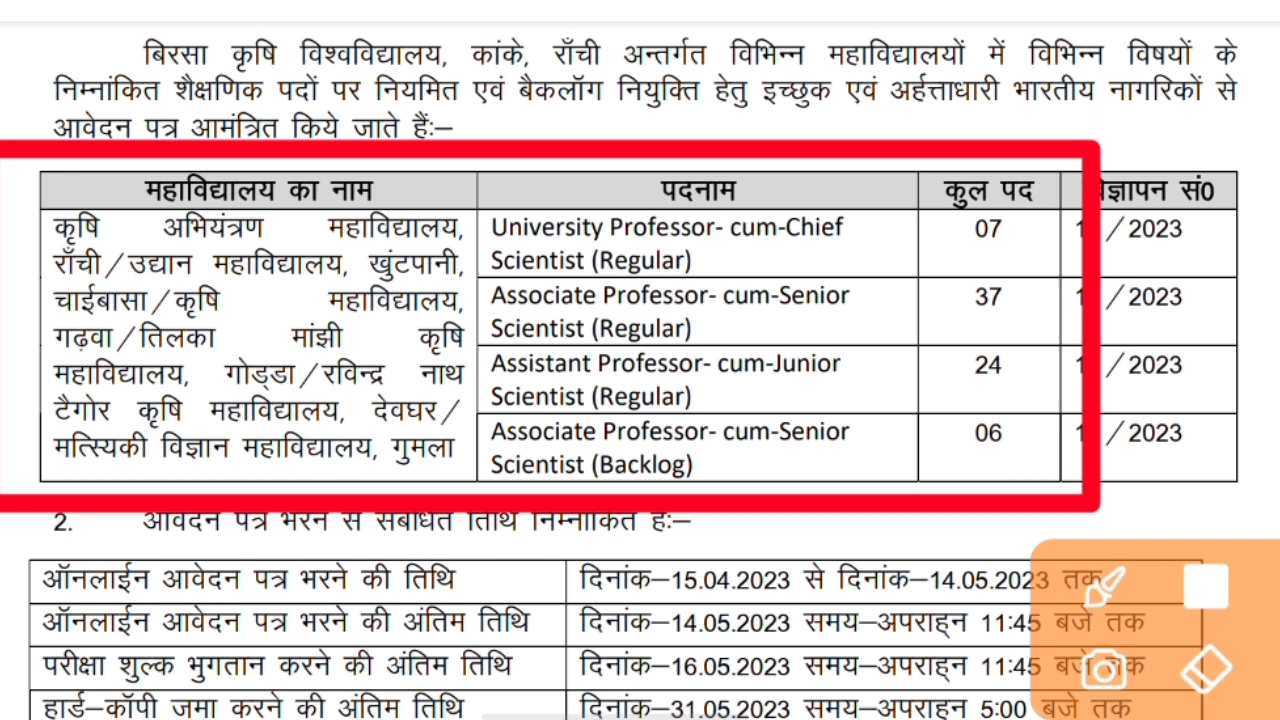 बिरसा कृषि विश्वविद्यालय, कांके, राँची अन्तर्गत विभिन्न महाविद्यालयों में विभिन्न विषयों के
निम्नांकित शैक्षणिक पदों पर नियमित एवं बैकलॉग नियुक्ति हेतु इच्छुक एवं अर्हत्ताधारी भारतीय नागरिकों से
आवेदन पत्र आमंत्रित किये जाते हैंः–
महाविद्यालय का नाम पदनाम कुल पद विज्ञापन सं0
कृषि अभियंत्रण महाविद्यालय,
राँची/उद्यान महाविद्यालय, खुंटपानी,
चाईबासा/कृषि महाविद्यालय,
गढ़वा/तिलका मांझी कृषि
महाविद्यालय, गोड्डा/रविन्द्र नाथ
टैगोर कृषि महाविद्यालय, देवघर/
मत्स्यिकी विज्ञान महाविद्यालय, गुमला
University Professor- cum-Chief
Scientist (Regular)
07 /2023
Associate Professor- cum-Senior
Scientist (Regular)
37 /2023
Assistant Professor- cum-Junior
Scientist (Regular)
24 /2023
Associate Professor- cum-Senior
Scientist (Backlog)
06 /2023
2. आवेदन पत्र भरने से संबंधित तिथि निम्नांकित हैः–
ऑनलाईन आवेदन पत्र भरने की तिथि दिनांक–15.04.2023 से दिनांक–14.05.2023 तक
ऑनलाईन आवेदन पत्र भरने की अंतिम तिथि दिनांक–14.05.2023 समय–अपराह्न 11:45 बजे तक
परीक्षा शुल्क भुगतान करने की अंतिम तिथि दिनांक–16.05.2023 समय–अपराह्न 11:45 बजे तक
हार्ड–कॉपी जमा करने की अंतिम तिथि दिनांक–31.05.2023 समय–अपराह्न 5:00 बजे तक